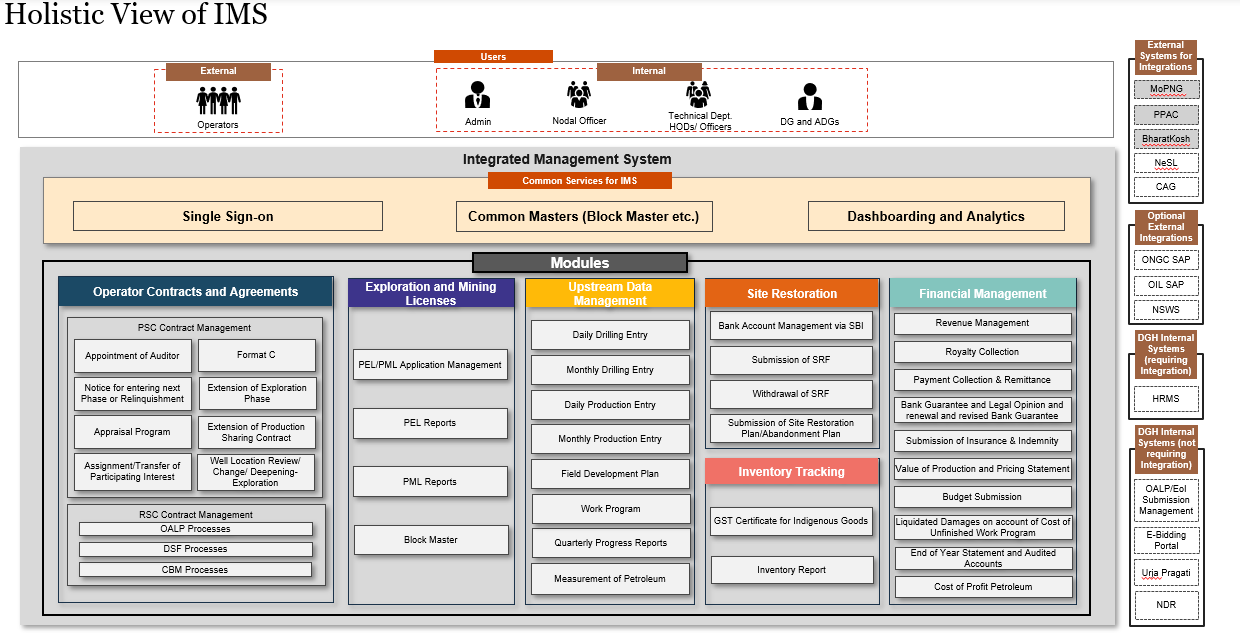 Holistic View of IMS
Users
External
Operators
Internal
Admin
Nodal Officer
Technical Dept.
HODs/ Officers
DG and ADGs
Integrated Management System
Common Services for IMS
Single Sign-on
Common Masters (Block Master etc.)
Dashboarding and Analytics
Modules
Operator Contracts and Agreements
PSC Contract Management
Appointment of Auditor
Format C
Notice for entering next
Phase or Relinquishment
Extension of Exploration
Phase
Appraisal Program
Extension of Production
Sharing Contract
Assignment/Transfer of
Participating Interest
Well Location Review/
Change/ Deepening-
Exploration
RSC Contract Management
OALP Processes
DSF Processes
CBM Processes
Exploration and Mining
Licenses
PEL/PML Application Management
PEL Reports
PML Reports
Block Master
Upstream Data
Management
Daily Drilling Entry
Monthly Drilling Entry
Daily Production Entry
Monthly Production Entry
Field Development Plan
Work Program
Quarterly Progress Reports
Measurement of Petroleum
Site Restoration
Bank Account Management via SBI
Submission of SRF
Withdrawal of SRF
Submission of Site Restoration
Plan/Abandonment Plan
Inventory Tracking
GST Certificate for Indigenous Goods
Inventory Report
Financial Management
Revenue Management
Royalty Collection
Payment Collection & Remittance
Bank Guarantee and Legal Opinion and
renewal and revised Bank Guarantee
Submission of Insurance & Indemnity
Value of Production and Pricing Statement
Budget Submission
Liquidated Damages on account of Cost of
Unfinished Work Program
End of Year Statement and Audited
Accounts
Cost of Profit Petroleum
External
Systems for
Integrations
MoPNG
PPAC
BharatKosh
NeSL
CAG
Optional
External
Integrations
ONGC SAP
OIL SAP
NSWS
DGH Internal
Systems
(requiring
Integration)
HRMS
DGH Internal
Systems (not
requiring
Integration)
OALP/EoI
Submission
Management
E-Bidding
Portal
Urja Pragati
NDR